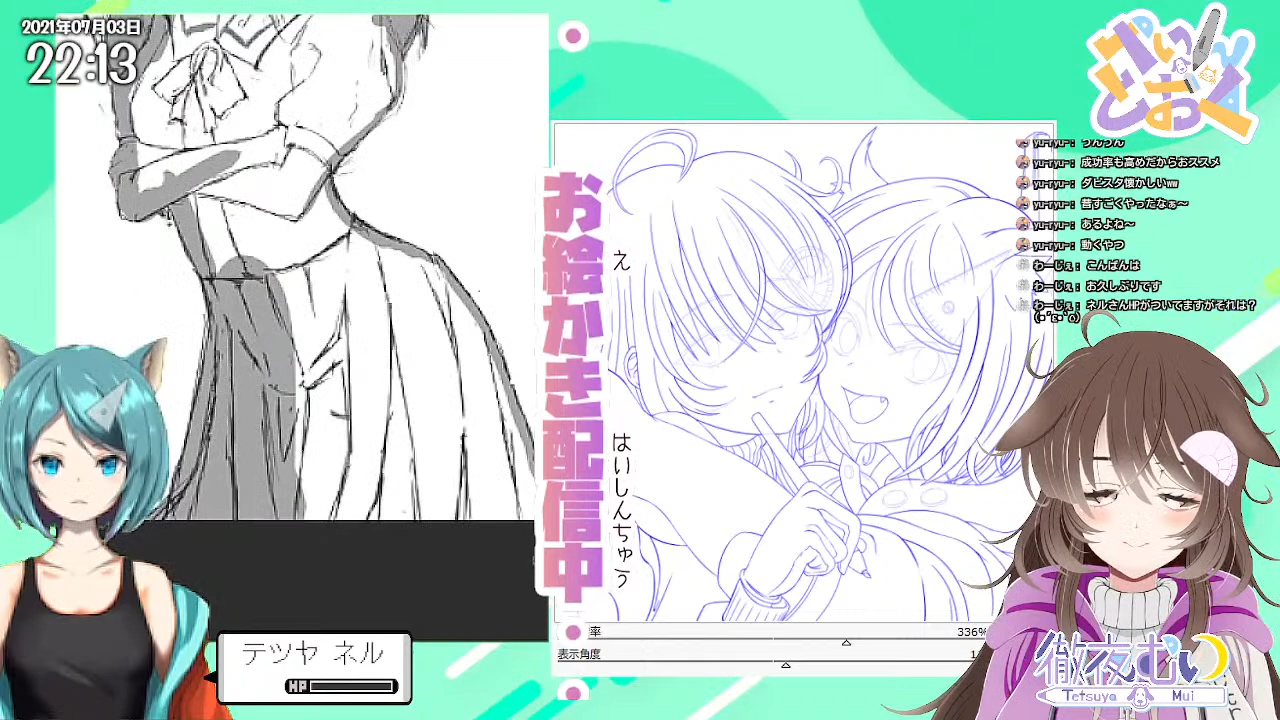 2021年07月03日
22:13
お絵かき配信中
え
はいしんちゅう
yu-ryu-: うんうん
yu-ryu-: 成功率も高めだからおススメ
yu-ryu-: ダビスタ懐かしいww
yu-ryu-: 昔すごくやったなぁ〜
yu-ryu-: あるよね〜
yu-ryu-: 動くやつ
わーじぇ: こんばんは
わーじぇ: お久しぶりです
わーじぇ: ネルさんHPがついてますがそれは?
率
336%
表示角度
テツヤ ネル
HP
徹夜むい
Tetsuya Mui